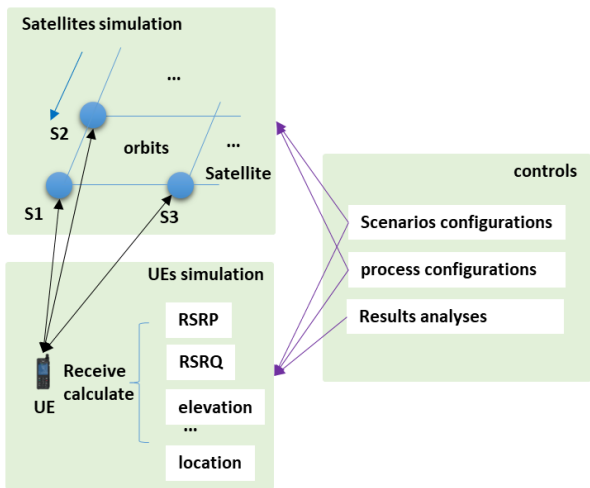 Satellites simulation
...
S2
...
orbits
Satellite
S1
S3
controls
Scenarios configurations
process configurations
Results analyses
UEs simulation
RSRP
RSRQ
Receive
calculate
elevation
UE
...
location